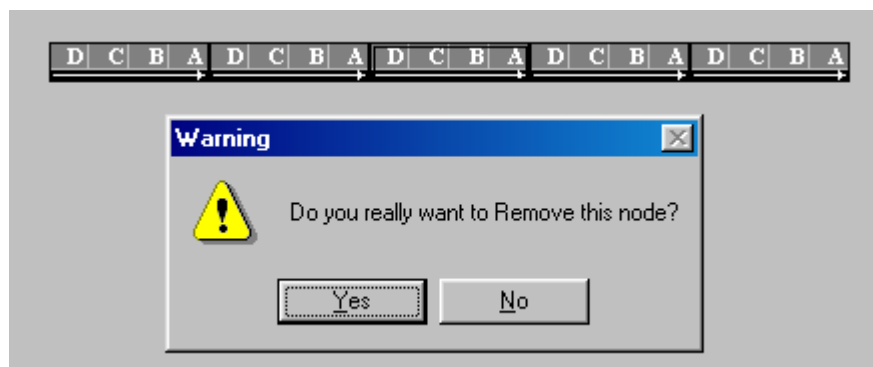 D C B A D C B A D C B A D C B A D C B A
Warning
Do you really want to Remove this node?
Yes No